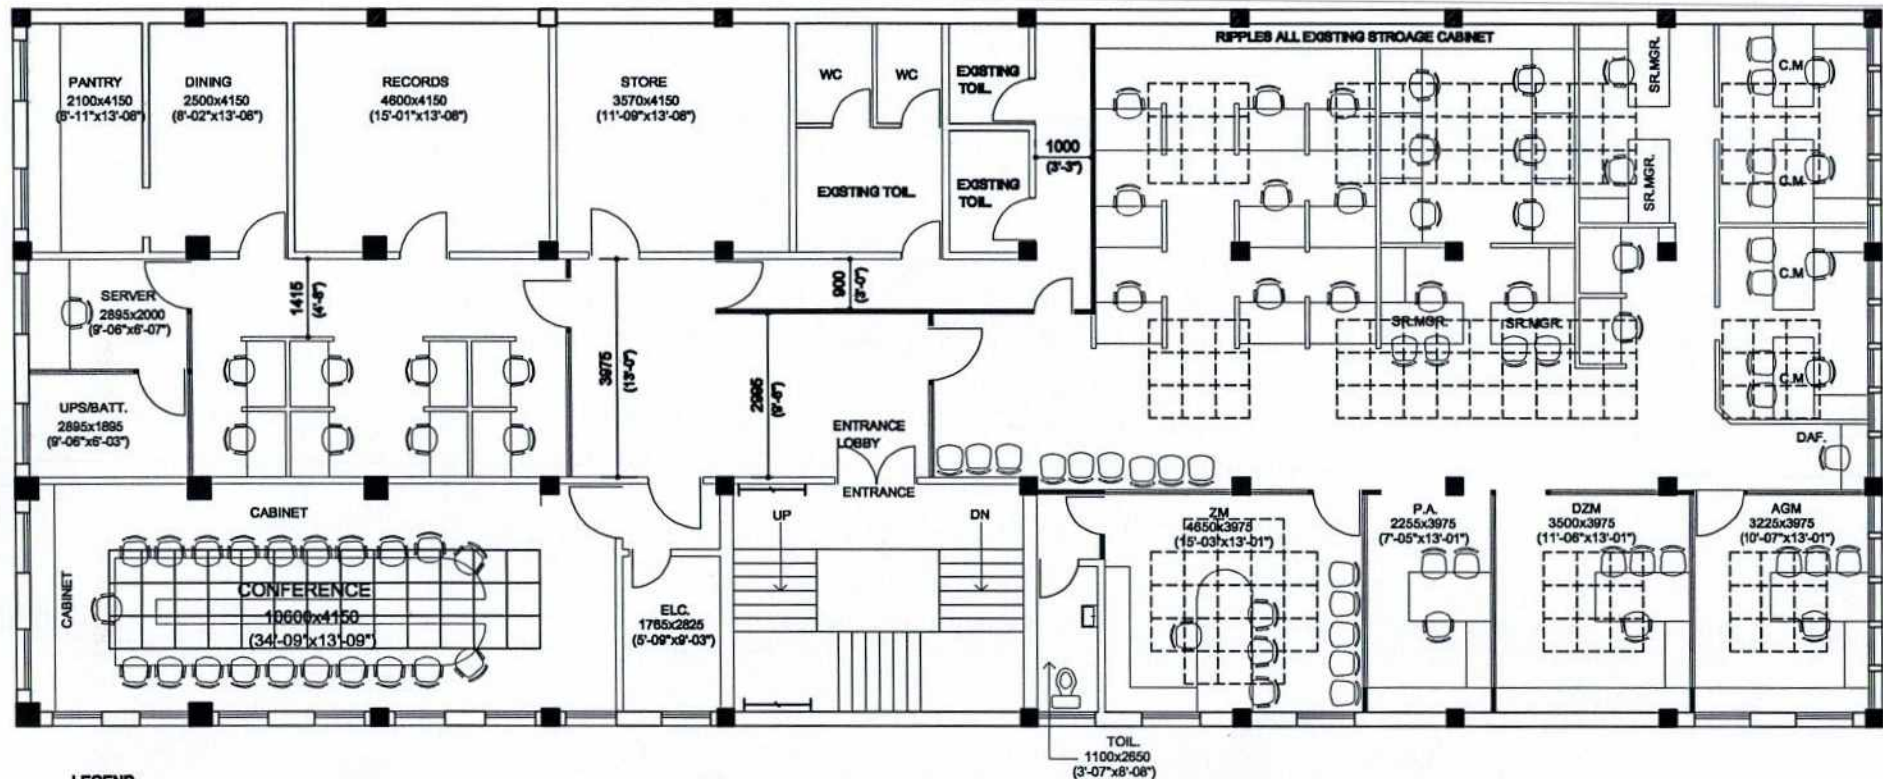 RIPPLES ALL EXISTING STROAGE CABINET
PANTRY
2100x4150
(6'-11"x13'-08")
DINING
2500x4150
(8'-02"x13'-08")
RECORDS
4600x4150
(15'-01"x13'-08")
STORE
3570x4150
(11'-09"x13'-08")
WC
WC
EXISTING
TOIL.
EXISTING TOIL.
EXISTING
TOIL.
1000
(3'-3")
SR.MGR.
SR.MGR.
C.M
C.M
C.M
C.M
SERVER
2895x2000
(9'-06"x6'-07")
1415
(4'-8")
900
(3'-0")
SR.MGR.
SR.MGR.
3975
(13'-0")
2995
(9'-8")
UPS/BATT.
2895x1895
(9'-06"x6'-03")
ENTRANCE
LOBBY
ENTRANCE
DAF.
CABINET
CABINET
CONFERENCE
10600x4150
(34'-09"x13'-09")
ELC.
1765x2825
(5'-09"x9'-03")
UP
DN
ZM
4650x3975
(15'-03"x13'-01")
P.A.
2255x3975
(7'-05"x13'-01")
DZM
3500x3975
(11'-06"x13'-01")
AGM
3225x3975
(10'-07"x13'-01")
TOIL.
1100x2650
(3'-07"x8'-08")
LEGEND